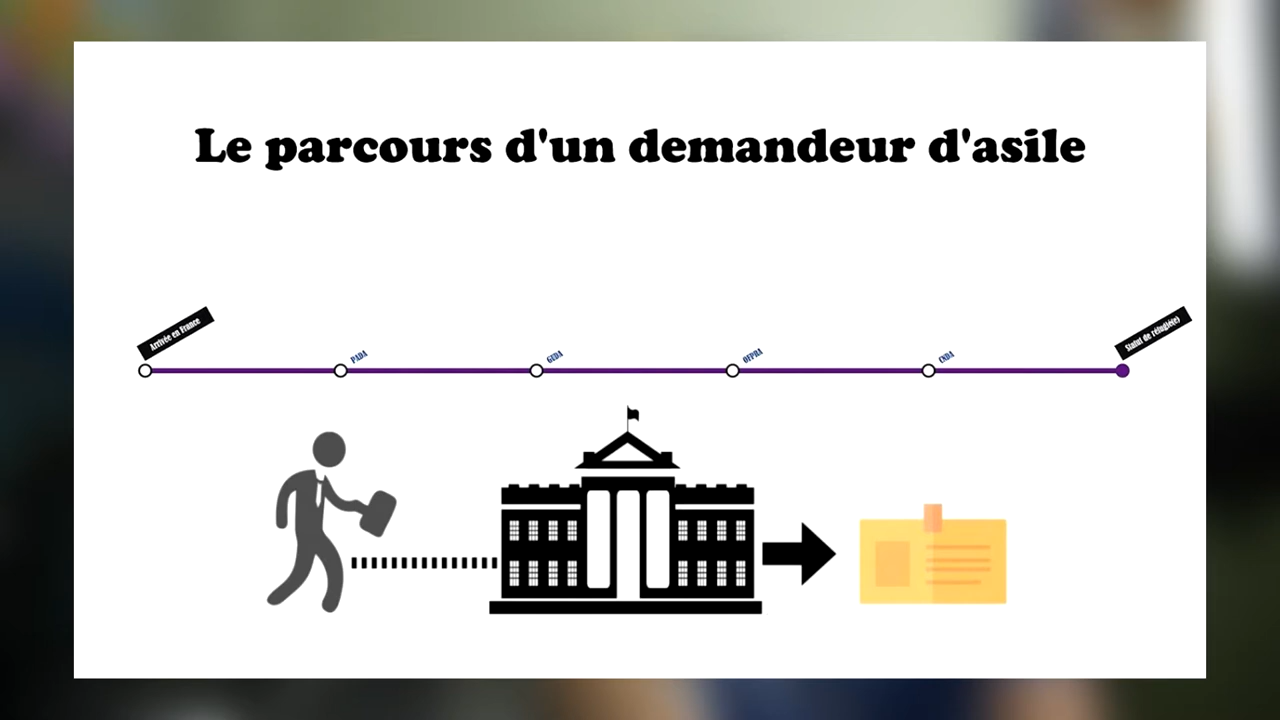 Le parcours d'un demandeur d'asile
Arrivée en France
PADA
GUDA
OFPRA
CNDA
Statut de réfugié(e)